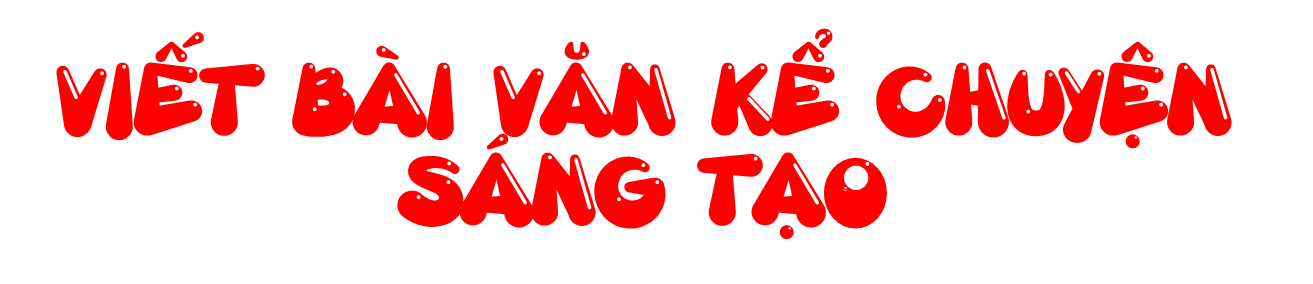 VIẾT BÀI VĂN KỂ CHUYỆN
SÁNG TẠO